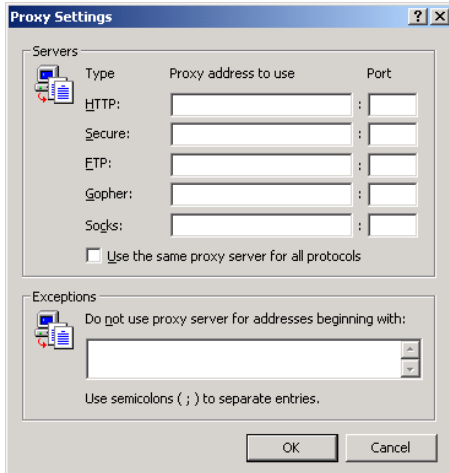 Proxy Settings
Servers
Type Proxy address to use Port
HTTP: :
Secure: :
FTP: :
Gopher: :
Socks: :
Use the same proxy server for all protocols
Exceptions
Do not use proxy server for addresses beginning with:
Use semicolons ( ; ) to separate entries.
OK Cancel